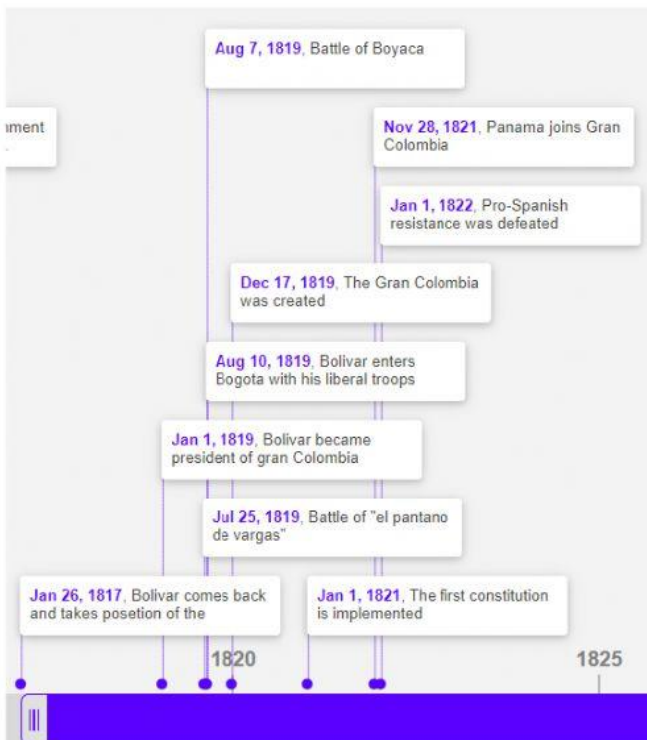 Aug 7, 1819, Battle of Boyaca
nment
Nov 28, 1821, Panama joins Gran
Colombia
Jan 1, 1822, Pro-Spanish
resistance was defeated
Dec 17, 1819, The Gran Colombia
was created
Aug 10, 1819, Bolivar enters
Bogota with his liberal troops
Jan 1, 1819, Bolivar became
president of gran Colombia
Jul 25, 1819, Battle of "el pantano
de vargas"
Jan 26, 1817, Bolivar comes back
and takes posetion of the
Jan 1, 1821, The first constitution
is implemented
1820
1825